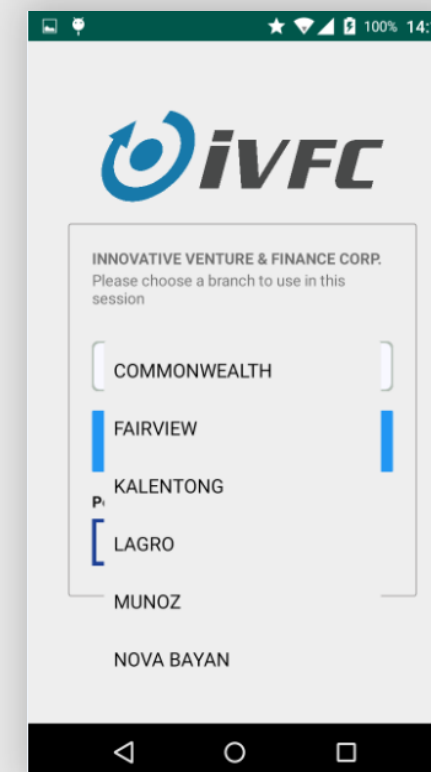 100% 14:
iVFC
INNOVATIVE VENTURE & FINANCE CORP.
Please choose a branch to use in this
session
COMMONWEALTH
FAIRVIEW
KALENTONG
LAGRO
MUNOZ
NOVA BAYAN